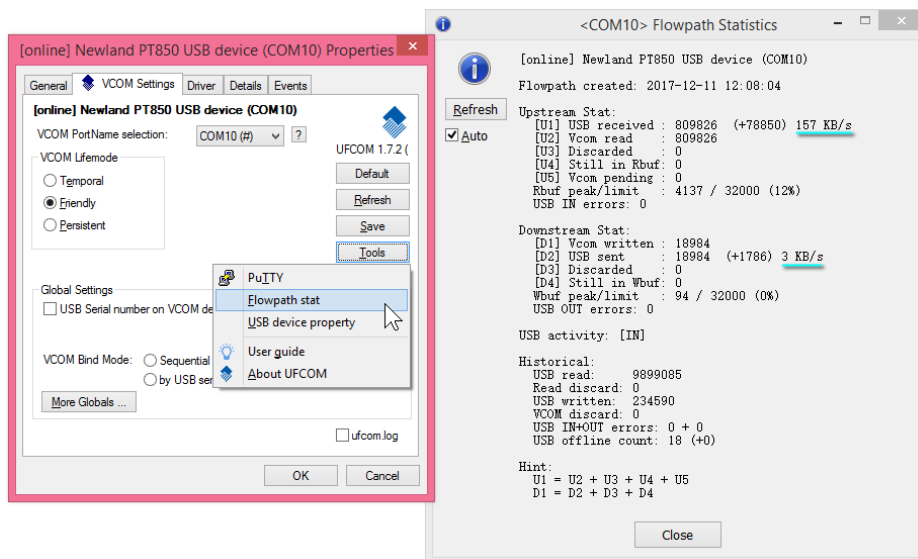 [online] Newland PT850 USB device (COM10) Properties
General
VCOM Settings
Driver
Details
Events
[online] Newland PT850 USB device (COM10)
VCOM PortName selection:
COM10 (#)
?
UFCOM 1.7.2 (
VCOM Lifemode
Temporal
Friendly
Persistent
Default
Refresh
Save
Tools
PuTTY
Flowpath stat
USB device property
User guide
About UFCOM
Global Settings
USB Serial number on VCOM de
VCOM Bind Mode:
Sequential
by USB ser
More Globals ...
ufcom.log
OK
Cancel
<COM10> Flowpath Statistics
Refresh
Auto
[online] Newland PT850 USB device (COM10)
Flowpath created: 2017-12-11 12:08:04
Upstream Stat:
[U1] USB received : 809826 (+78850) 157 KB/s
[U2] Vcom read : 809826
[U3] Discarded : 0
[U4] Still in Rbuf: 0
[U5] Vcom pending : 0
Rbuf peak/limit : 4137 / 32000 (12%)
USB IN errors: 0
Downstream Stat:
[D1] Vcom written : 18984
[D2] USB sent : 18984 (+1786) 3 KB/s
[D3] Discarded : 0
[D4] Still in Wbuf: 0
Wbuf peak/limit : 94 / 32000 (0%)
USB OUT errors: 0
USB activity: [IN]
Historical:
USB read: 9899085
Read discard: 0
USB written: 234590
VCOM discard: 0
USB IN+OUT errors: 0 + 0
USB offline count: 18 (+0)
Hint:
U1 = U2 + U3 + U4 + U5
D1 = D2 + D3 + D4
Close